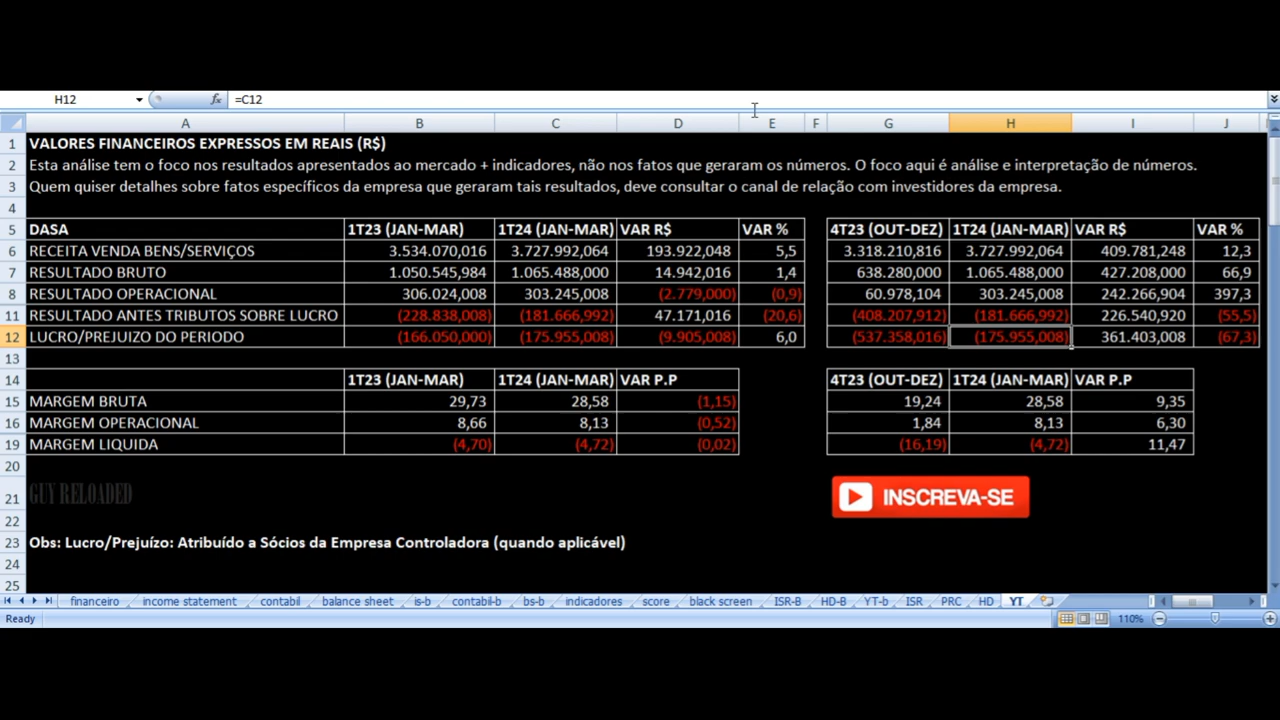 H12 fx =C12
A B C D E F G H I J
1 VALORES FINANCEIROS EXPRESSOS EM REAIS (R$)
2 Esta análise tem o foco nos resultados apresentados ao mercado + indicadores, não nos fatos que geraram os números. O foco aqui é análise e interpretação de números.
3 Quem quiser detalhes sobre fatos específicos da empresa que geraram tais resultados, deve consultar o canal de relação com investidores da empresa.
4
5 DASA 1T23 (JAN-MAR) 1T24 (JAN-MAR) VAR R$ VAR % 4T23 (OUT-DEZ) 1T24 (JAN-MAR) VAR R$ VAR %
6 RECEITA VENDA BENS/SERVIÇOS 3.534.070,016 3.727.992,064 193.922,048 5,5 3.318.210,816 3.727.992,064 409.781,248 12,3
7 RESULTADO BRUTO 1.050.545,984 1.065.488,000 14.942,016 1,4 638.280,000 1.065.488,000 427.208,000 66,9
8 RESULTADO OPERACIONAL 306.024,008 303.245,008 (2.779,000) (0,9) 60.978,104 303.245,008 242.266,904 397,3
11 RESULTADO ANTES TRIBUTOS SOBRE LUCRO (228.838,008) (181.666,992) 47.171,016 (20,6) (408.207,912) (181.666,992) 226.540,920 (55,5)
12 LUCRO/PREJUIZO DO PERIODO (166.050,000) (175.955,008) (9.905,008) 6,0 (537.358,016) (175.955,008) 361.403,008 (67,3)
13
14 1T23 (JAN-MAR) 1T24 (JAN-MAR) VAR P.P 4T23 (OUT-DEZ) 1T24 (JAN-MAR) VAR P.P
15 MARGEM BRUTA 29,73 28,58 (1,15) 19,24 28,58 9,35
16 MARGEM OPERACIONAL 8,66 8,13 (0,52) 1,84 8,13 6,30
19 MARGEM LIQUIDA (4,70) (4,72) (0,02) (16,19) (4,72) 11,47
20
21 GUY RELOADED INSCREVA-SE
22
23 Obs: Lucro/Prejuízo: Atribuído a Sócios da Empresa Controladora (quando aplicável)
24
25
financeiro income statement contabil balance sheet is-b contabil-b bs-b indicadores score black screen ISR-B HD-B YT-b ISR PRC HD YT
Ready 110%